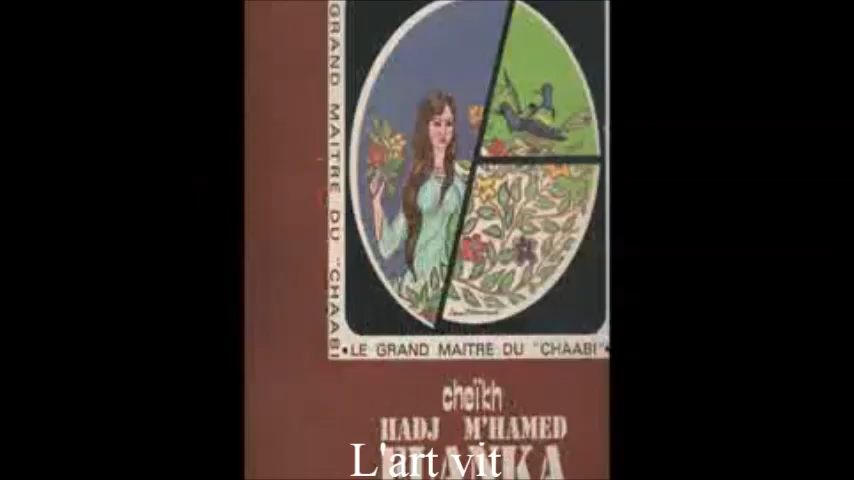 GRAND MAITRE DU "CHAABI
•LE GRAND MAITRE DU "CHAABI"•
cheïkh
HADJ M'HAMED
L'art vit